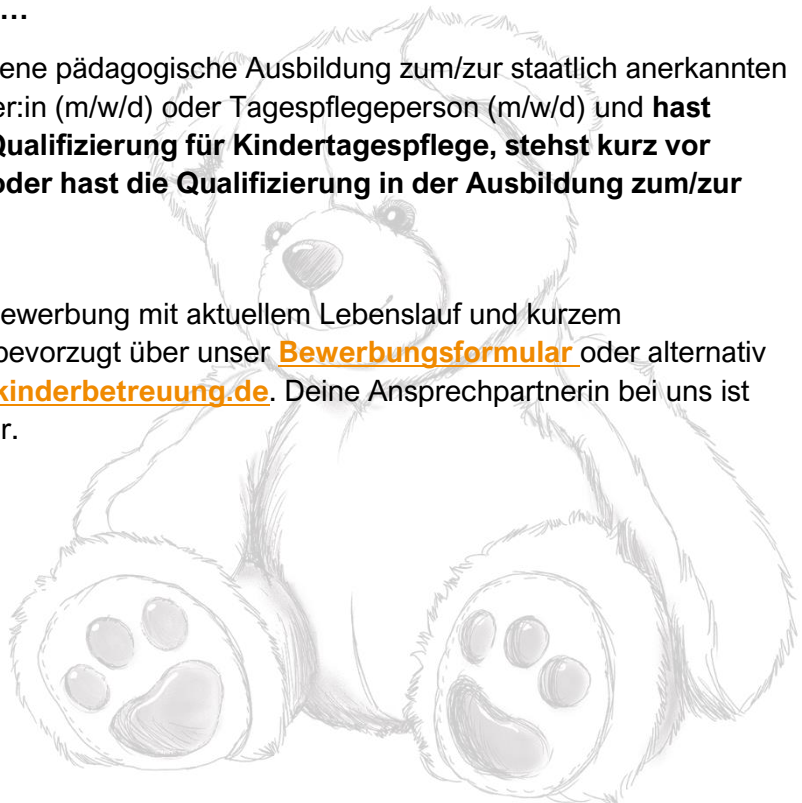 ...
ene pädagogische Ausbildung zum/zur staatlich anerkannten
er:in (m/w/d) oder Tagespflegeperson (m/w/d) und hast
Qualifizierung für Kindertagespflege, stehst kurz vor
oder hast die Qualifizierung in der Ausbildung zum/zur
ewerbung mit aktuellem Lebenslauf und kurzem
bevorzugt über unser Bewerbungsformular oder alternativ
kinderbetreuung.de. Deine Ansprechpartnerin bei uns ist
r.